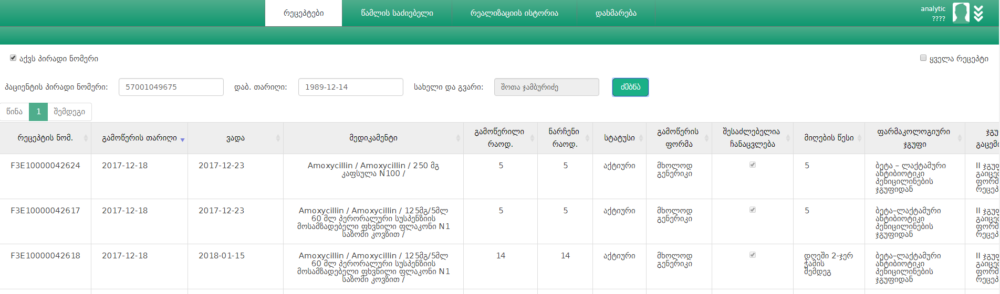 რეცეპტები წამლის საძიებელი რეალიზაციის ისტორია დახმარება
analytic
????
აქვს პირადი ნომერი ყველა რეცეპტი
პაციენტის პირადი ნომერი: 57001049675 დაბ. თარიღი: 1989-12-14 სახელი და გვარი: შოთა ჯამბურიძე ძებნა
წინა 1 შემდეგი
რეცეპტის ნომ. გამოწერის თარიღი ვადა მედიკამენტი გამოწერილი რაოდ. ნარჩენი რაოდ. სტატუსი გამოწერის ფორმა შესაძლებელია ჩანაცვლება მიღების წესი ფარმაკოლოგიური ჯგუფი
F3E10000042624 2017-12-18 2017-12-23 Amoxycillin / Amoxycillin / 250 მგ 5 5 აქტიური მხოლოდ 5 ბეტა – ლაქტამური
კაფსულა N100 / გენერიკი ანტიბიოტიკი
პენიცილინების
ჯგუფიდან
F3E10000042617 2017-12-18 2017-12-23 Amoxycillin / Amoxycillin / 125მგ/5მლ 5 5 აქტიური მხოლოდ 5 ბეტა–ლაქტამური
60 მლ პერორალური სუსპენზიის გენერიკი ანტიბიოტიკი
მოსამზადებელი ფხვნილი ფლაკონი N1 პენიცილინების
საზომი კოვზით / ჯგუფიდან
F3E10000042618 2017-12-18 2018-01-15 Amoxycillin / Amoxycillin / 125მგ/5მლ 14 14 აქტიური მხოლოდ დღეში 2-ჯერ ბეტა–ლაქტამური
60 მლ პერორალური სუსპენზიის გენერიკი ჭამის ანტიბიოტიკი
მოსამზადებელი ფხვნილი ფლაკონი N1 შემდეგ პენიცილინების
საზომი კოვზით / ჯგუფიდან